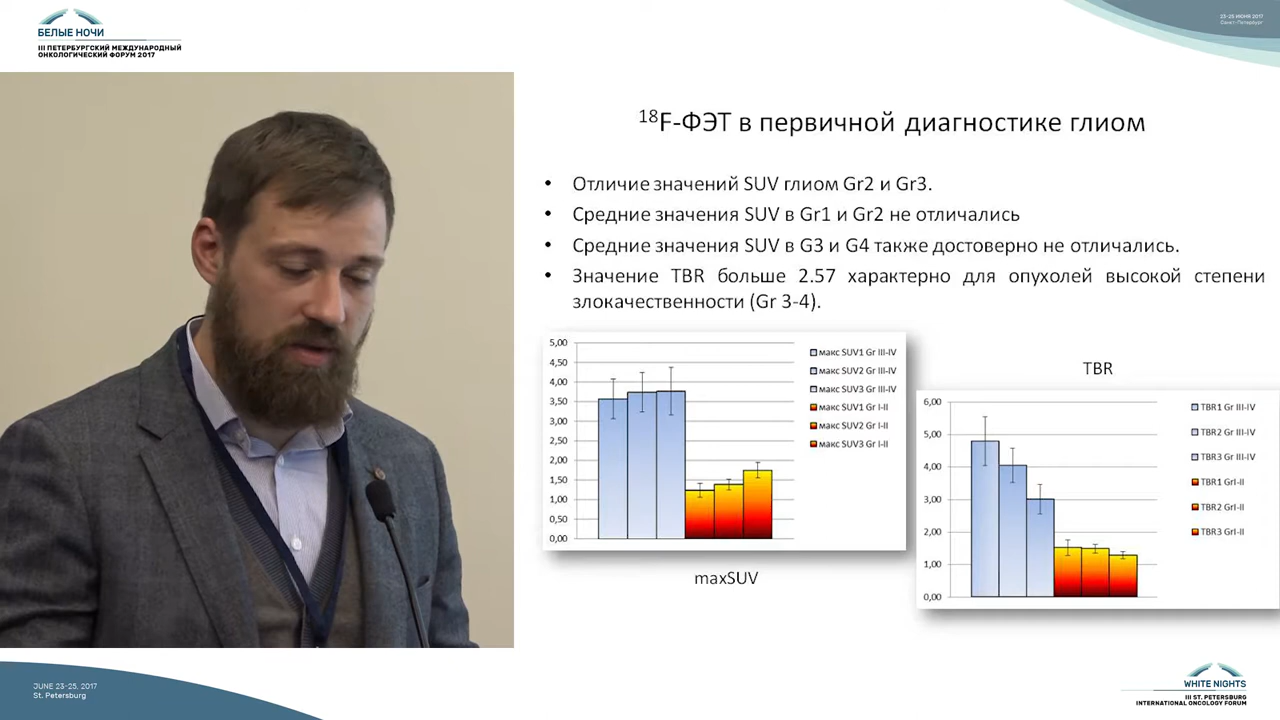 БЕЛЫЕ НОЧИ
III ПЕТЕРБУРГСКИЙ МЕЖДУНАРОДНЫЙ
ОНКОЛОГИЧЕСКИЙ ФОРУМ 2017
23-25 ИЮНЯ 2017
Санкт-Петербург
18F-ФЭТ в первичной диагностике глиом
• Отличие значений SUV глиом Gr2 и Gr3.
• Средние значения SUV в Gr1 и Gr2 не отличались
• Средние значения SUV в G3 и G4 также достоверно не отличались.
• Значение TBR больше 2.57 характерно для опухолей высокой степени
злокачественности (Gr 3-4).
5,00
4,50
4,00
3,50
3,00
2,50
2,00
1,50
1,00
0,50
0,00
макс SUV1 Gr III-IV
макс SUV2 Gr III-IV
макс SUV3 Gr III-IV
макс SUV1 Gr I-II
макс SUV2 Gr I-II
макс SUV3 Gr I-II
maxSUV
TBR
6,00
5,00
4,00
3,00
2,00
1,00
0,00
TBR1 Gr III-IV
TBR2 Gr III-IV
TBR3 Gr III-IV
TBR1 GrI-II
TBR2 GrI-II
TBR3 GrI-II
JUNE 23-25, 2017
St. Petersburg
WHITE NIGHTS
III ST. PETERSBURG
INTERNATIONAL ONCOLOGY FORUM